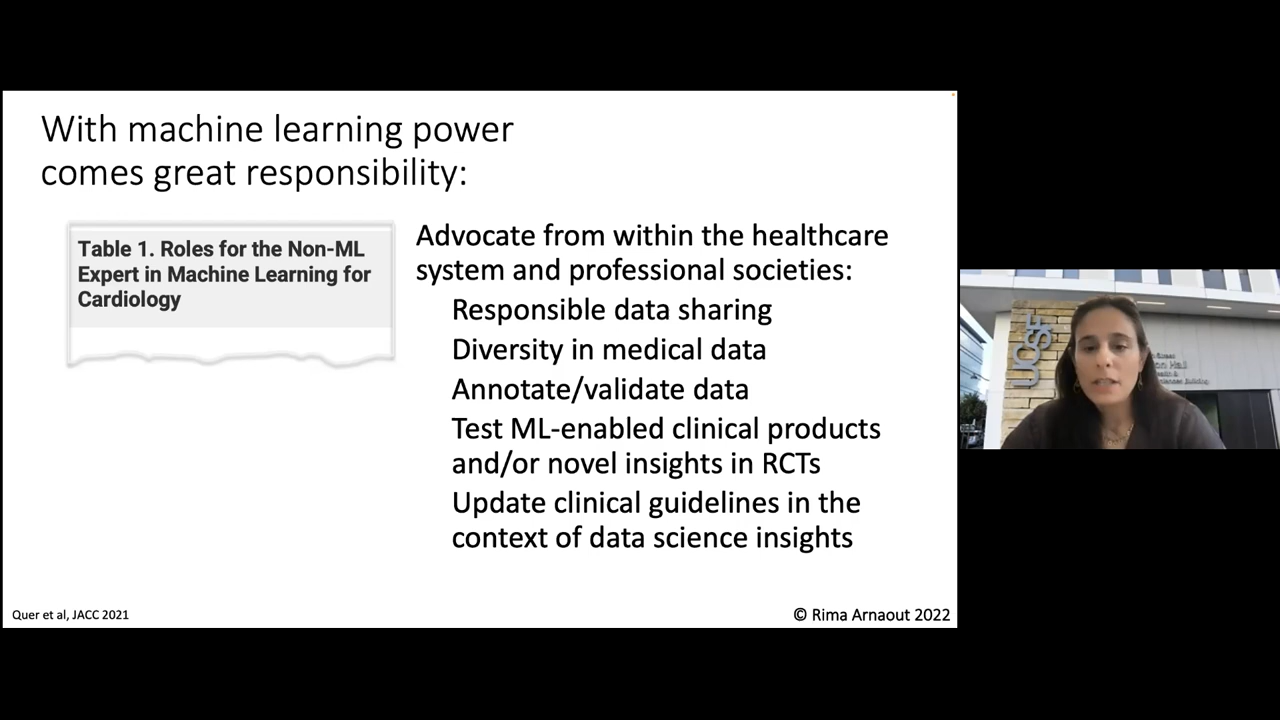 With machine learning power
comes great responsibility:
Table 1. Roles for the Non-ML
Expert in Machine Learning for
Cardiology
Advocate from within the healthcare
system and professional societies:
Responsible data sharing
Diversity in medical data
Annotate/validate data
Test ML-enabled clinical products
and/or novel insights in RCTs
Update clinical guidelines in the
context of data science insights
Quer et al, JACC 2021
© Rima Arnaout 2022
UCSF